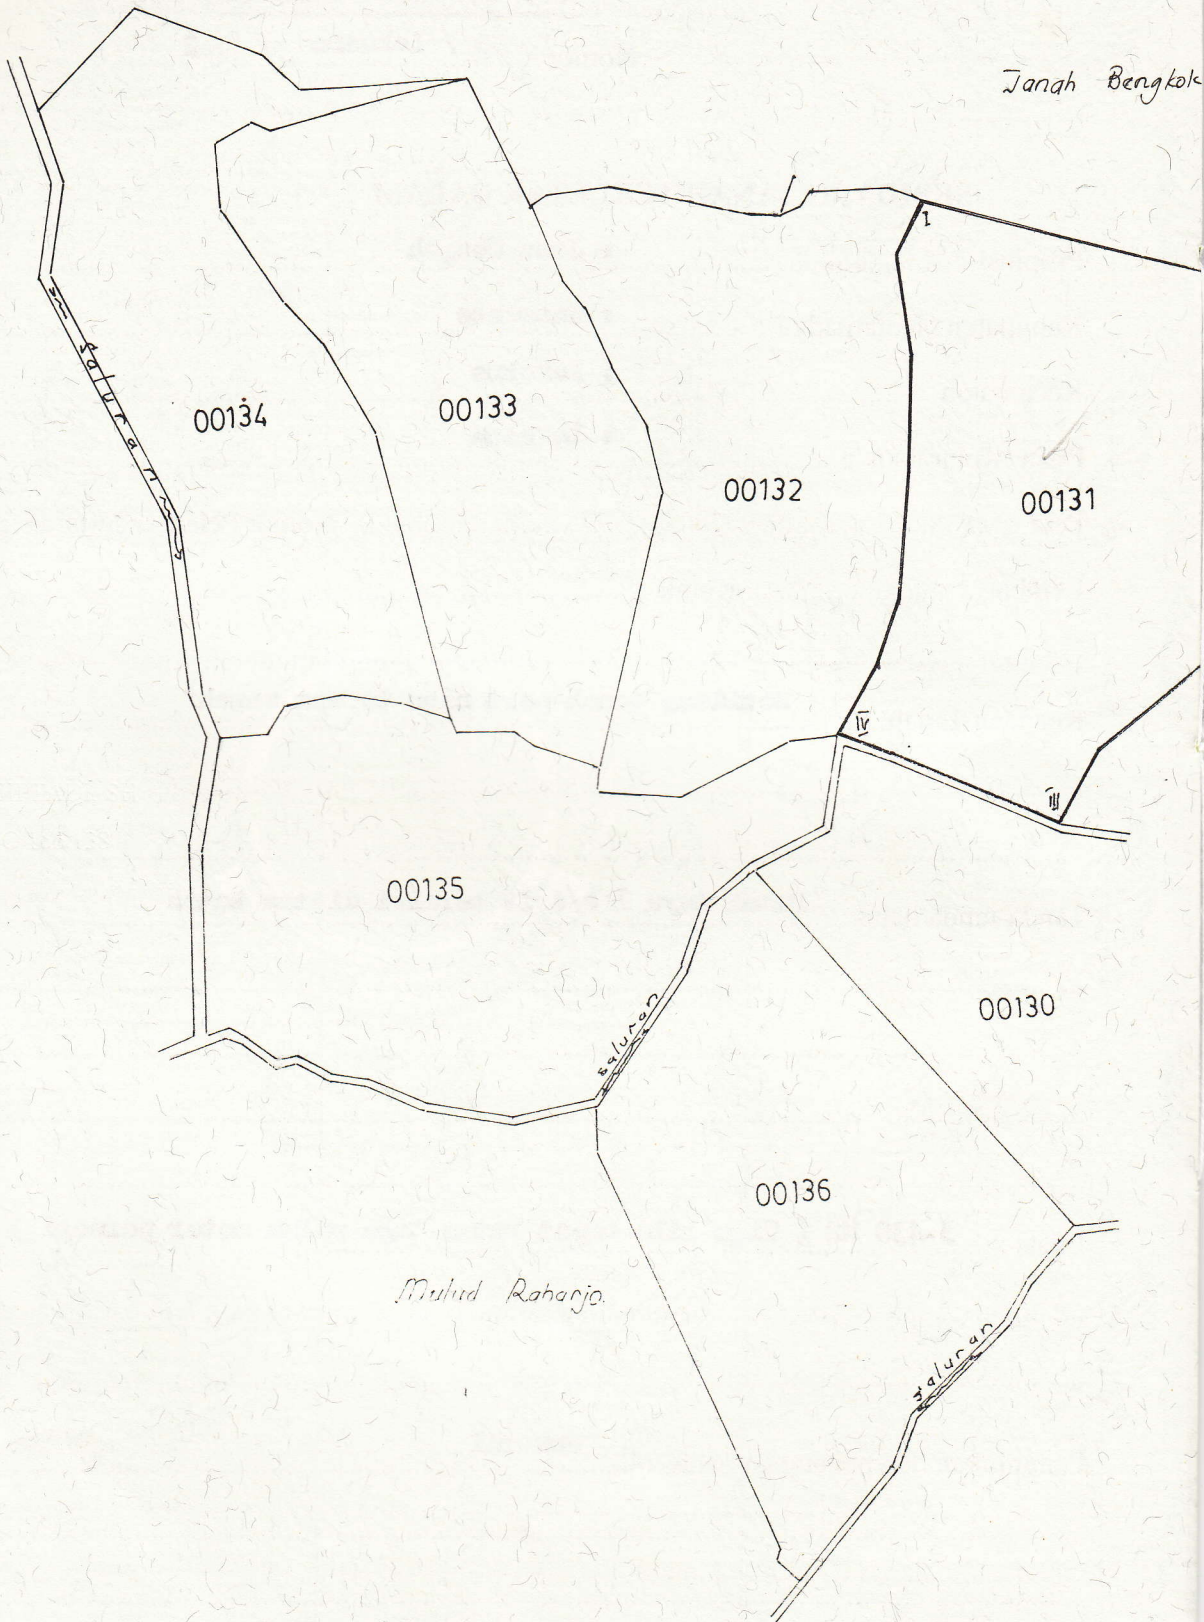 Tanah Bengkok
I
saluran
00134
00133
00132
00131
IV
III
00135
saluran
00130
00136
Mulud Raharjo
saluran